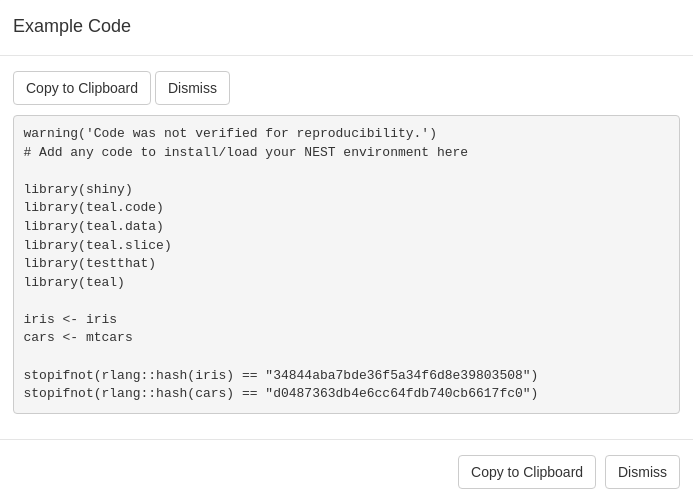 Example Code
Copy to Clipboard Dismiss
warning('Code was not verified for reproducibility.')
# Add any code to install/load your NEST environment here
library(shiny)
library(teal.code)
library(teal.data)
library(teal.slice)
library(testthat)
library(teal)
iris <- iris
cars <- mtcars
stopifnot(rlang::hash(iris) == "34844aba7bde36f5a34f6d8e39803508")
stopifnot(rlang::hash(cars) == "d0487363db4e6cc64fdb740cb6617fc0")
Copy to Clipboard Dismiss